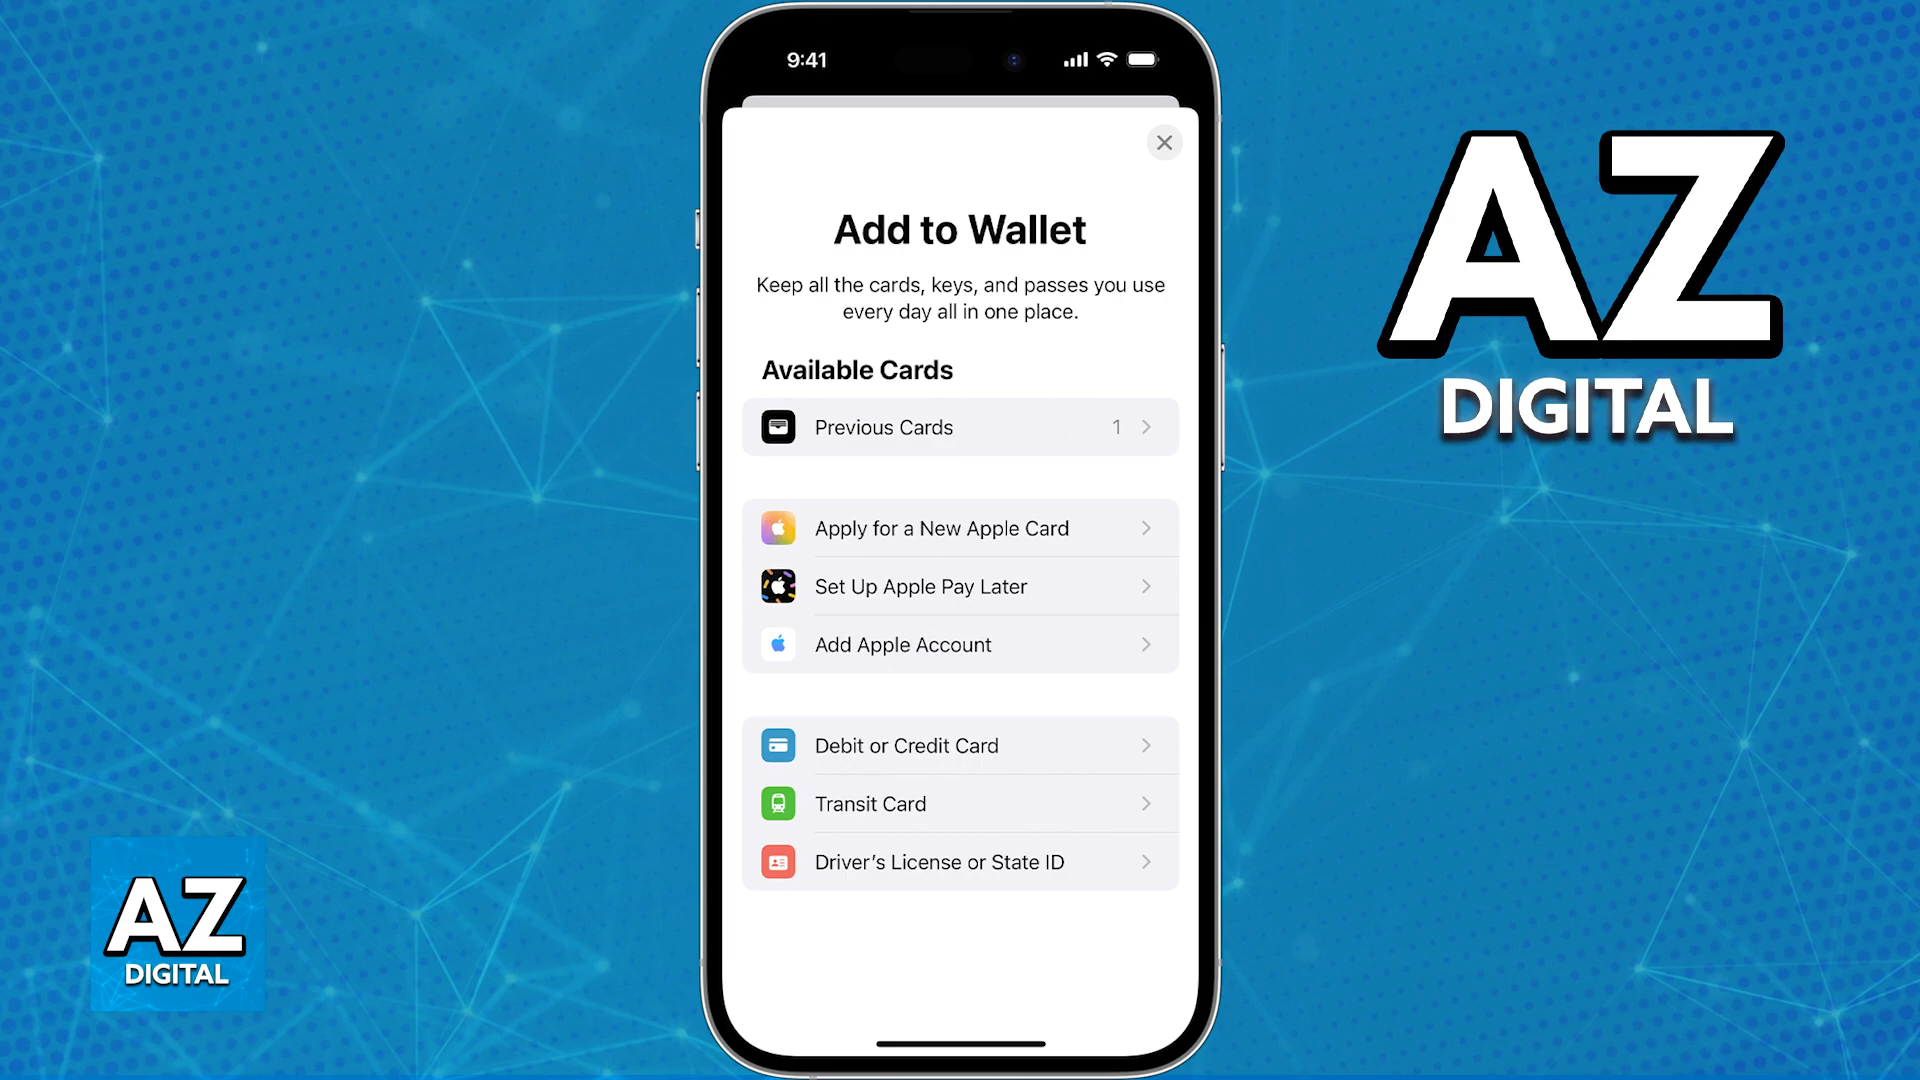 9:41
Add to Wallet
Keep all the cards, keys, and passes you use
every day all in one place.
Available Cards
Previous Cards 1
Apply for a New Apple Card
Set Up Apple Pay Later
Add Apple Account
Debit or Credit Card
Transit Card
Driver’s License or State ID
AZ
DIGITAL
AZ
DIGITAL